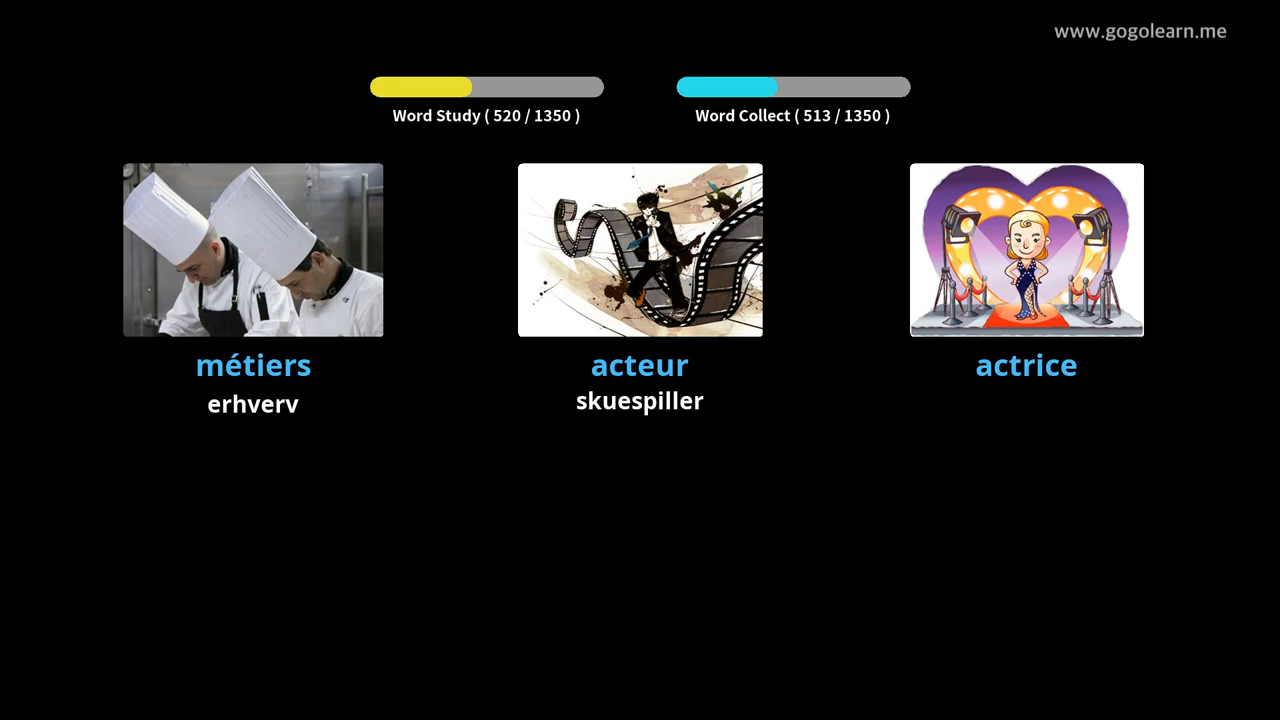 www.gogolearn.me
Word Study ( 520 / 1350 )
Word Collect ( 513 / 1350 )
métiers
acteur
actrice
erhverv
skuespiller